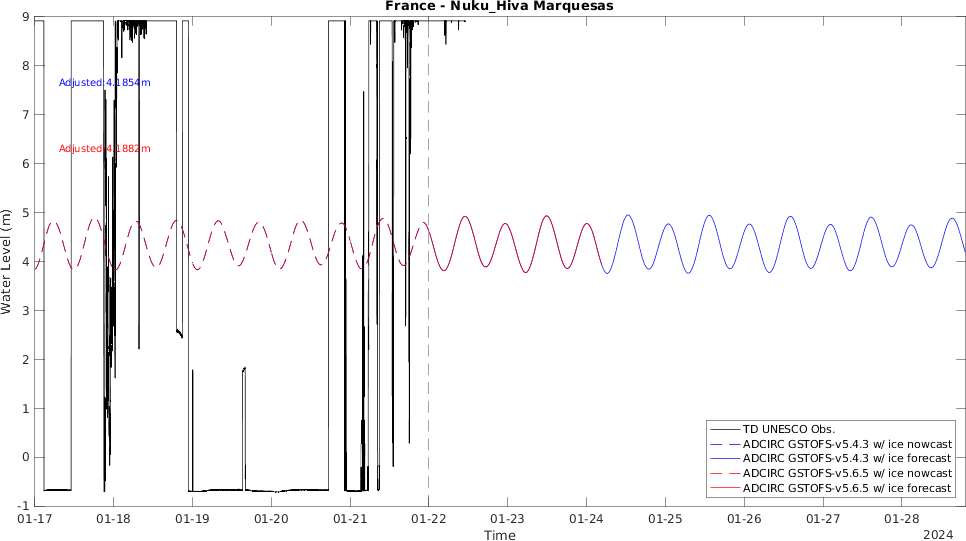 France - Nuku_Hiva Marquesas
9
8
7
6
5
4
3
2
1
0
-1
Water Level (m)
Adjusted:4.1854m
Adjusted:4.1882m
TD UNESCO Obs.
ADCIRC GSTOFS-v5.4.3 w/ ice nowcast
ADCIRC GSTOFS-v5.4.3 w/ ice forecast
ADCIRC GSTOFS-v5.6.5 w/ ice nowcast
ADCIRC GSTOFS-v5.6.5 w/ ice forecast
01-17 01-18 01-19 01-20 01-21 01-22 01-23 01-24 01-25 01-26 01-27 01-28
Time
2024